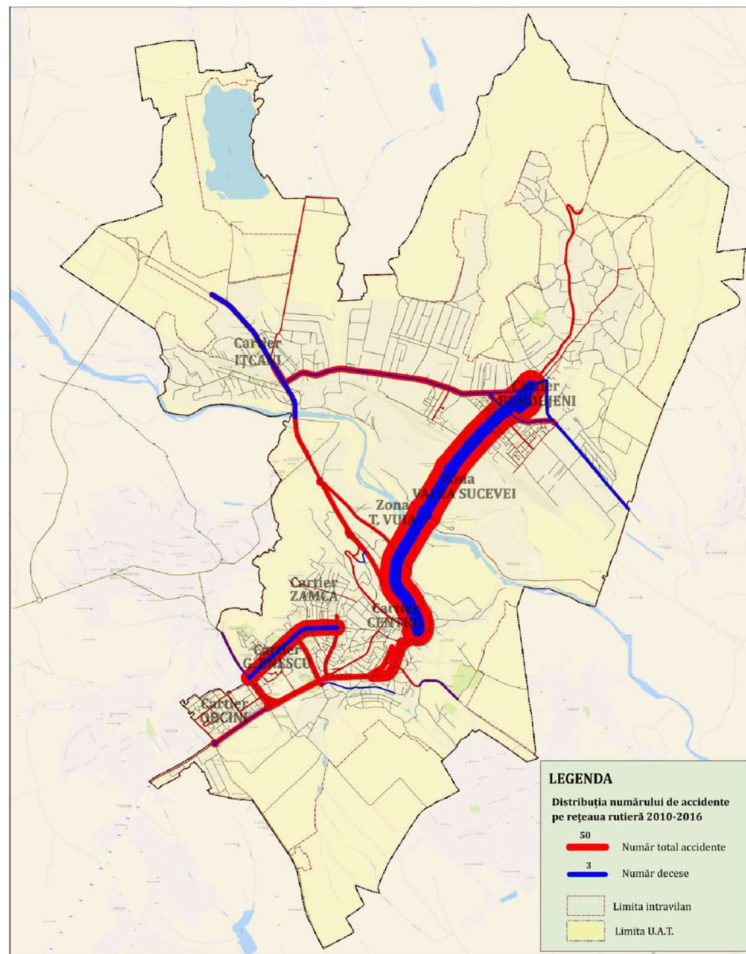 Cartier
IȚCANI
Cartier
BURDUJENI
Zona
VALEA SUCEVEI
Zona
T. VUIA
Cartier
ZAMCA
Cartier
CENTRU
Cartier
G. ENESCU
Cartier
OBCINI
LEGENDA
Distribuția numărului de accidente
pe rețeaua rutieră 2010-2016
50
Număr total accidente
3
Număr decese
Limita intravilan
Limita U.A.T.